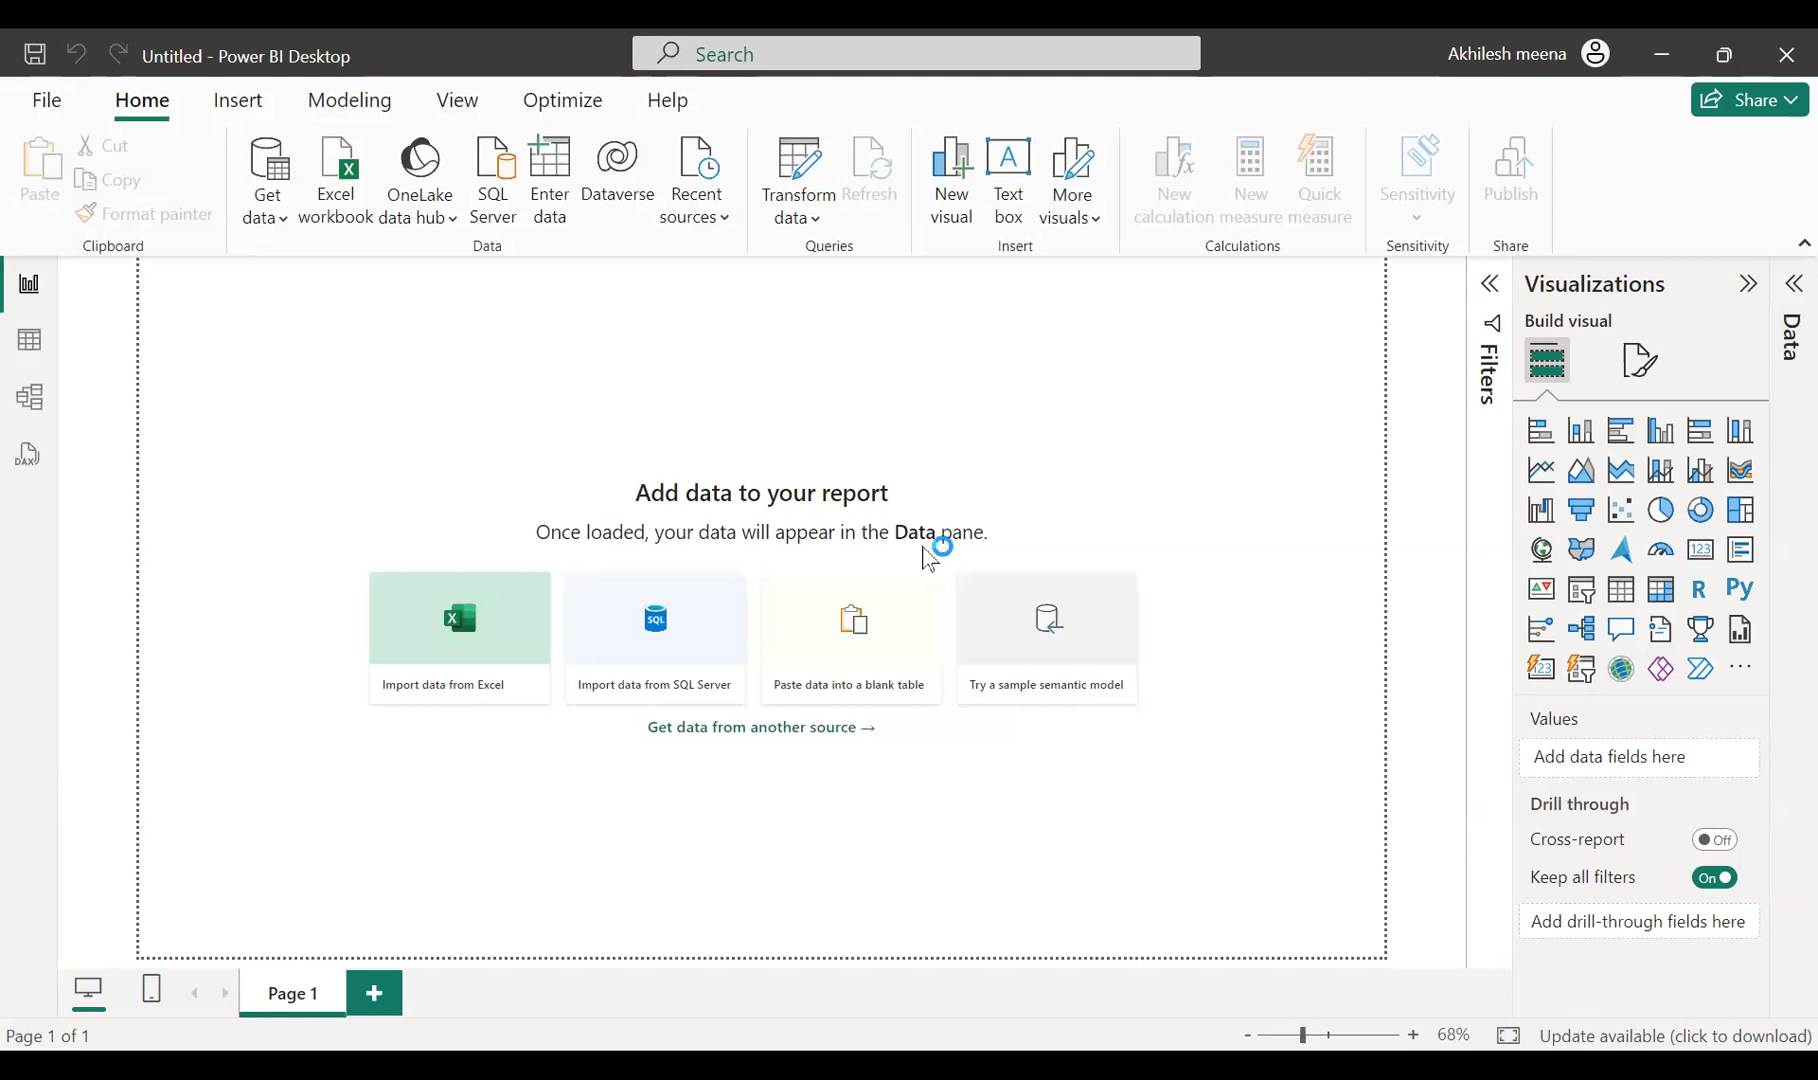 Untitled - Power BI Desktop
Search
Akhilesh meena
File
Home
Insert
Modeling
View
Optimize
Help
Share
Paste
Cut
Copy
Format painter
Clipboard
Get data
Excel workbook
OneLake data hub
SQL Server
Enter data
Dataverse
Recent sources
Data
Transform data
Refresh
Queries
New visual
Text box
More visuals
Insert
New calculation
New measure
Quick measure
Calculations
Sensitivity
Sensitivity
Publish
Share
DAX
Add data to your report
Once loaded, your data will appear in the Data pane.
SQL
Import data from Excel
Import data from SQL Server
Paste data into a blank table
Try a sample semantic model
Get data from another source →
Filters
Visualizations
Build visual
123
R
Py
123
Values
Add data fields here
Drill through
Cross-report
Off
Keep all filters
On
Add drill-through fields here
Data
Page 1
Page 1 of 1
- + 68%
Update available (click to download)